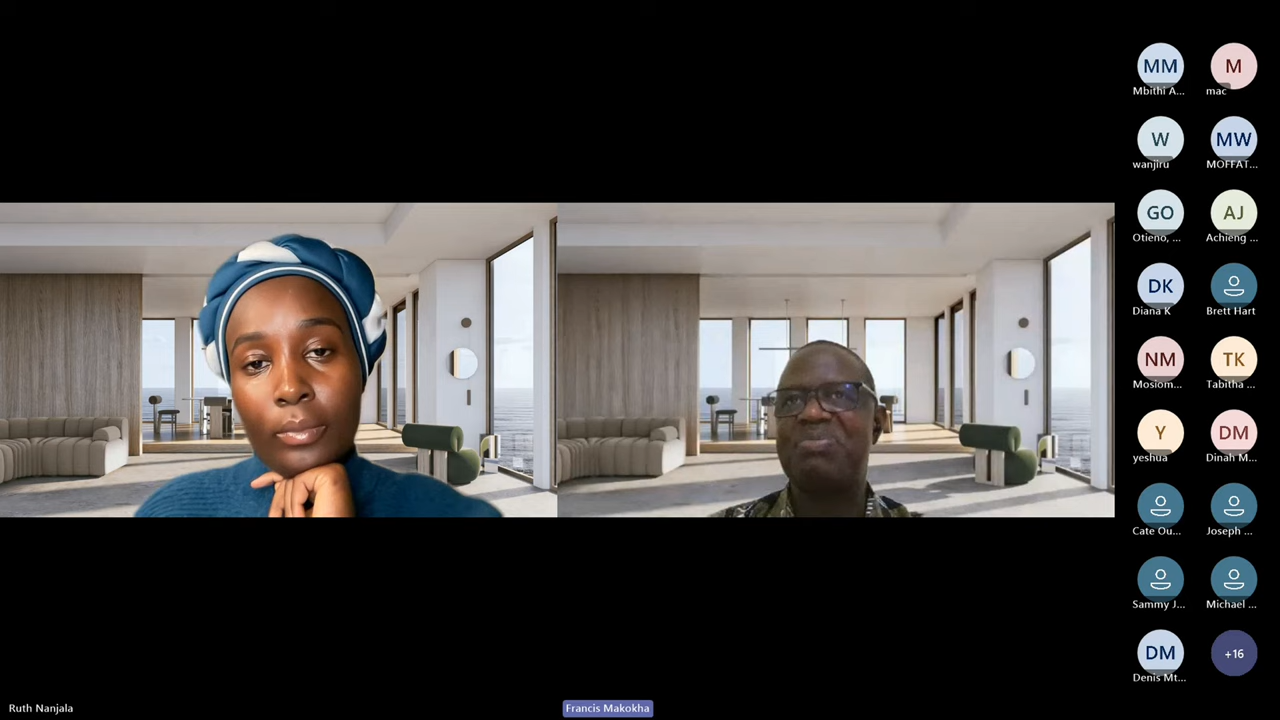 MM
M
Mbithi A...
mac
W
MW
wanjiru
MOFFAT...
GO
AJ
Otieno, ...
Achieng ...
DK
Diana K
Brett Hart
NM
TK
Mosiom...
Tabitha ...
Y
DM
yeshua
Dinah M...
Cate Ou...
Joseph ...
Sammy J...
Michael ...
DM
+16
Denis Mt...
Ruth Nanjala
Francis Makokha